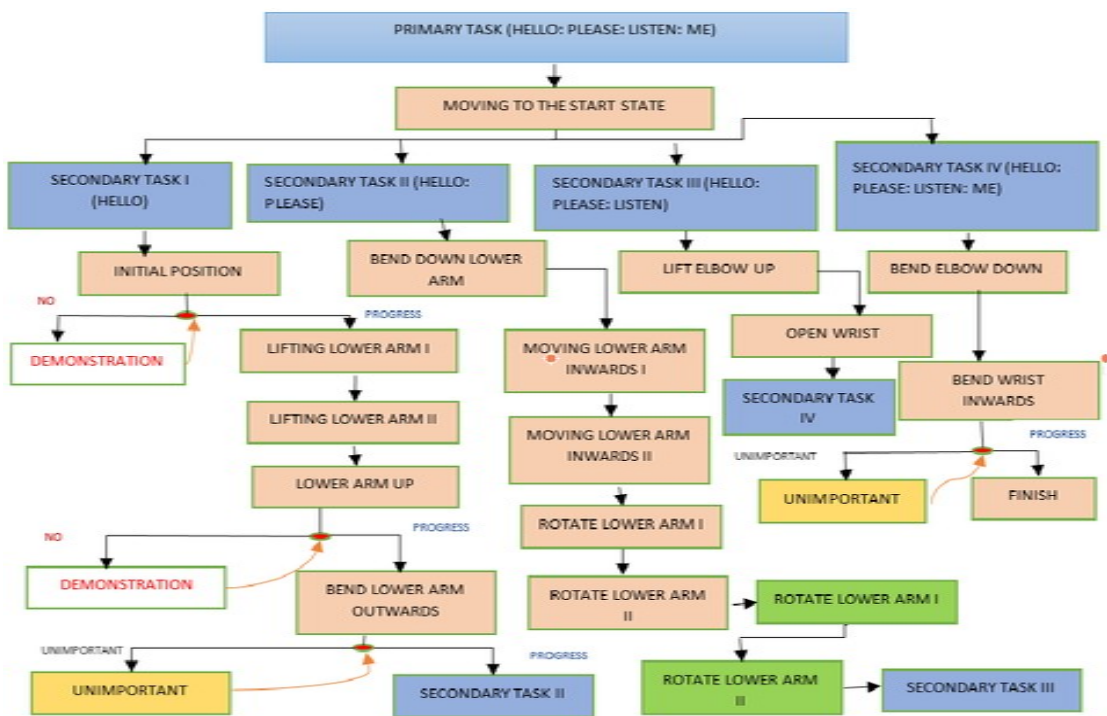 PRIMARY TASK (HELLO: PLEASE: LISTEN: ME)
MOVING TO THE START STATE
SECONDARY TASK I
(HELLO)
SECONDARY TASK II (HELLO:
PLEASE)
SECONDARY TASK III (HELLO:
PLEASE: LISTEN)
SECONDARY TASK IV (HELLO:
PLEASE: LISTEN: ME)
INITIAL POSITION
BEND DOWN LOWER
ARM
LIFT ELBOW UP
BEND ELBOW DOWN
NO
PROGRESS
DEMONSTRATION
LIFTING LOWER ARM I
MOVING LOWER ARM
INWARDS I
OPEN WRIST
SECONDARY TASK
IV
BEND WRIST
INWARDS
LIFTING LOWER ARM II
MOVING LOWER ARM
INWARDS II
UNIMPORTANT
PROGRESS
LOWER ARM UP
UNIMPORTANT
FINISH
NO
PROGRESS
ROTATE LOWER ARM I
DEMONSTRATION
BEND LOWER ARM
OUTWARDS
ROTATE LOWER ARM
II
ROTATE LOWER ARM I
UNIMPORTANT
PROGRESS
UNIMPORTANT
SECONDARY TASK II
ROTATE LOWER ARM
II
SECONDARY TASK III